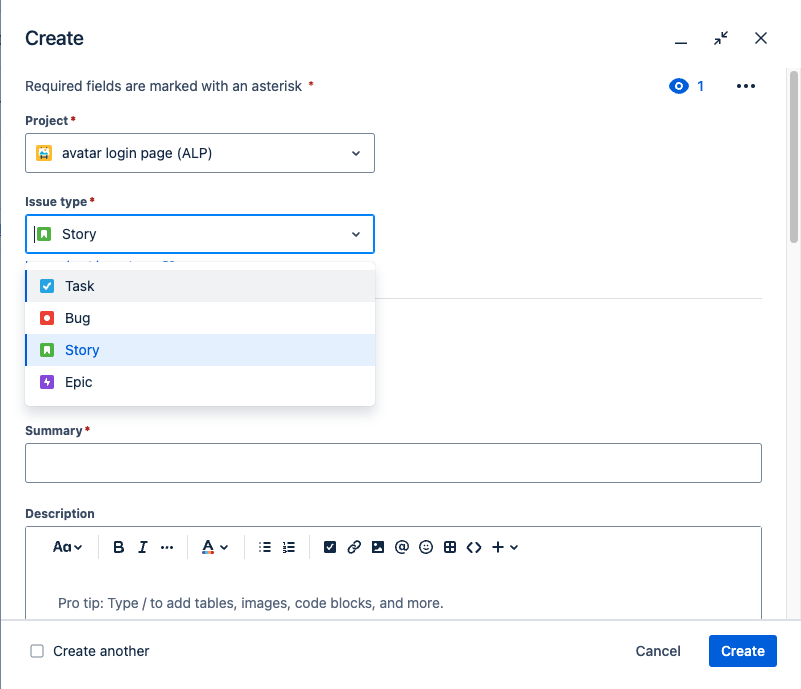 Create
Required fields are marked with an asterisk *
1
Project*
avatar login page (ALP)
Issue type*
Story
Task
Bug
Story
Epic
Summary*
Description
Aa
B I A @
Pro tip: Type / to add tables, images, code blocks, and more.
Create another
Cancel
Create